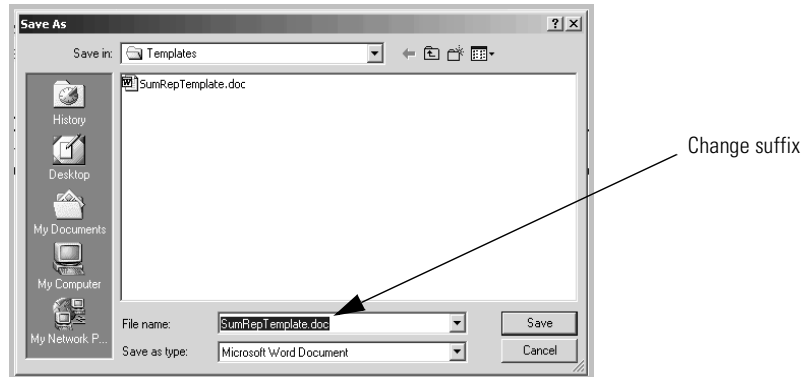 Save As
Save in: Templates
SumRepTemplate.doc
History
Desktop
My Documents
My Computer
My Network P...
Change suffix
File name: SumRepTemplate.doc Save
Save as type: Microsoft Word Document Cancel